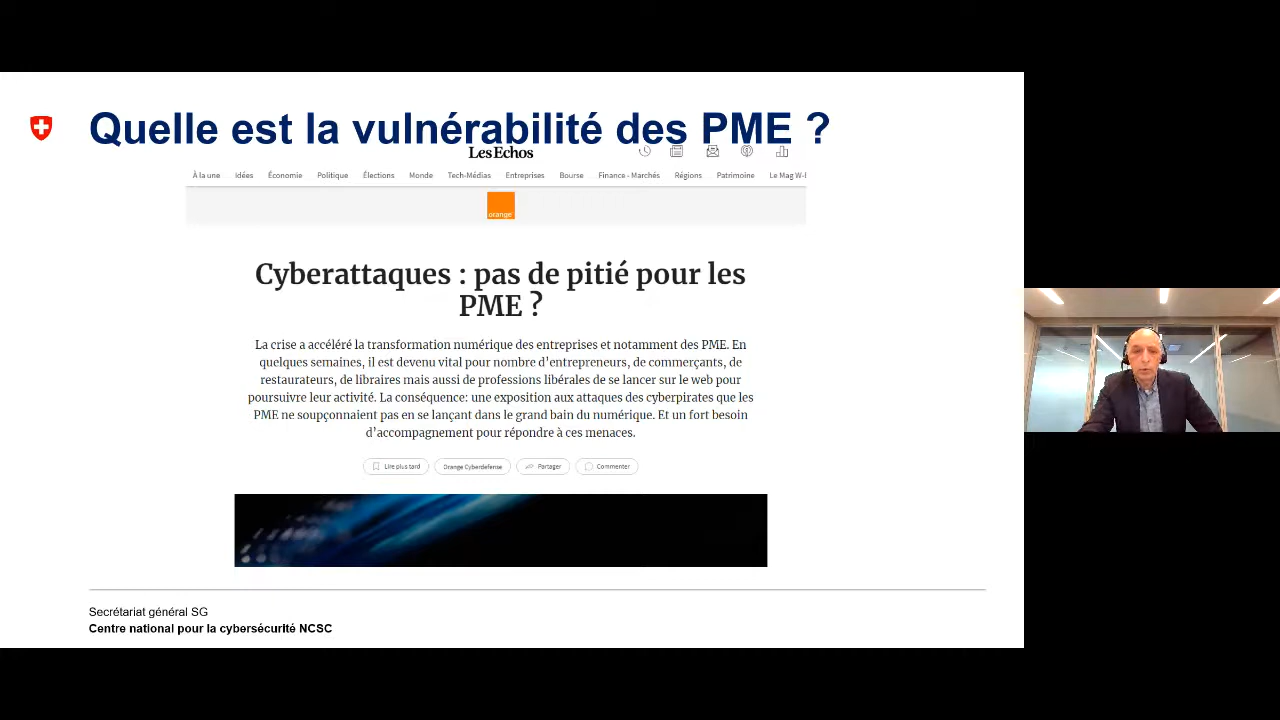 Quelle est la vulnérabilité des PME ?
Les Echos
À la une Idées Économie Politique Élections Monde Tech-Médias Entreprises Bourse Finance - Marchés Régions Patrimoine Le Mag W-
orange
Cyberattaques : pas de pitié pour les
PME ?
La crise a accéléré la transformation numérique des entreprises et notamment des PME. En
quelques semaines, il est devenu vital pour nombre d'entrepreneurs, de commerçants, de
restaurateurs, de libraires mais aussi de professions libérales de se lancer sur le web pour
poursuivre leur activité. La conséquence: une exposition aux attaques des cyberpirates que les
PME ne soupçonnaient pas en se lançant dans le grand bain du numérique. Et un fort besoin
d'accompagnement pour répondre à ces menaces.
Lire plus tard Orange Cyberdefense Partager Commenter
Secrétariat général SG
Centre national pour la cybersécurité NCSC